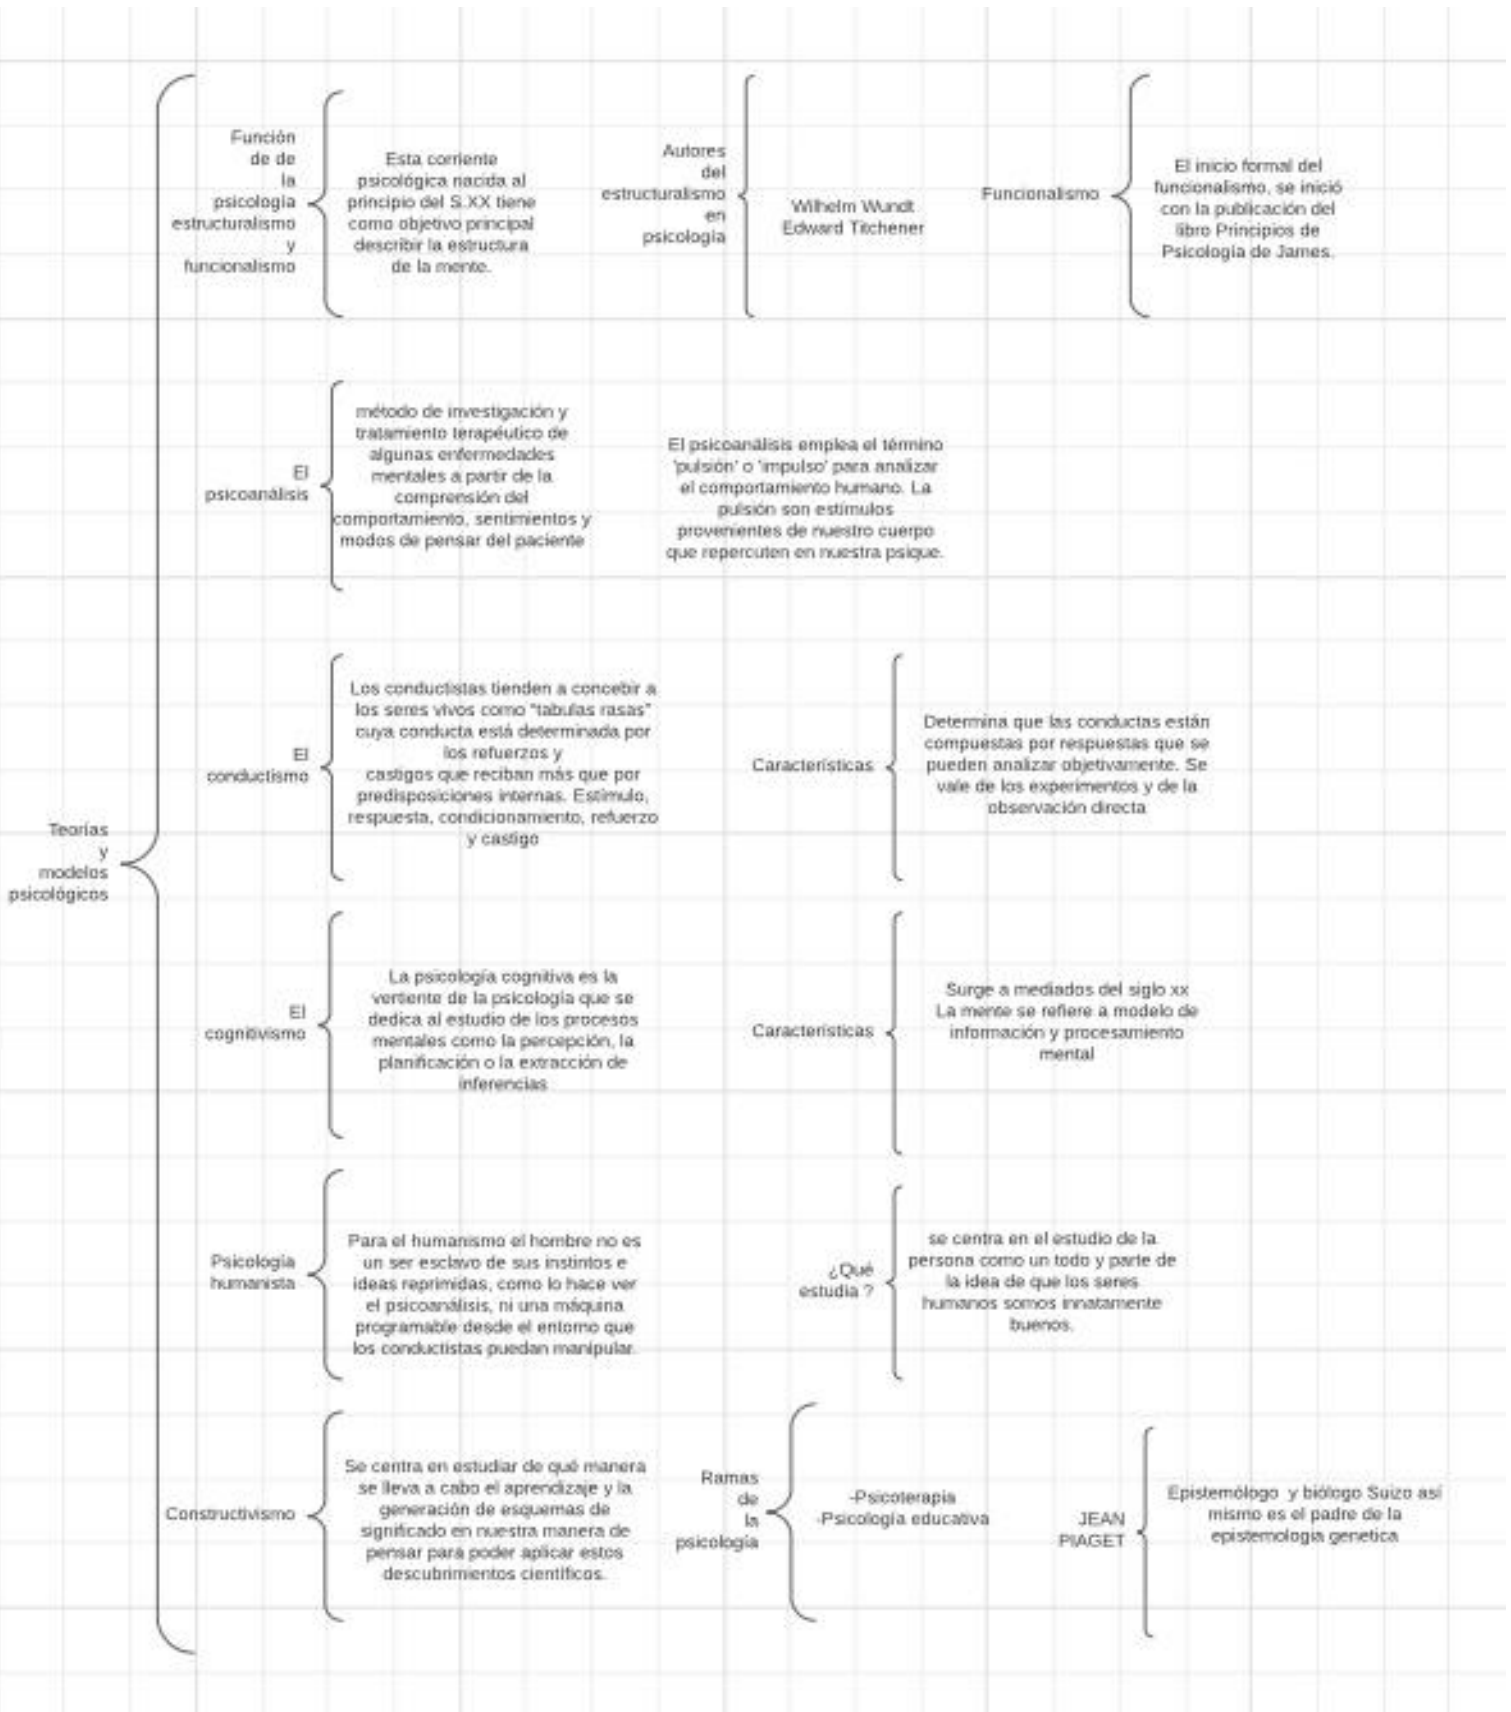 Teorías
y
modelos
psicológicos
Función
de de
la
psicología
estructuralismo
y
funcionalismo
Esta corriente
psicológica nacida al
principio del S.XX tiene
como objetivo principal
describir la estructura
de la mente.
Autores
del
estructuralismo
en
psicología
Wilhelm Wundt
Edward Titchener
Funcionalismo
El inicio formal del
funcionalismo, se inició
con la publicación del
libro Principios de
Psicología de James.
El
psicoanálisis
método de investigación y
tratamiento terapéutico de
algunas enfermedades
mentales a partir de la
comprensión del
comportamiento, sentimientos y
modos de pensar del paciente
El psicoanálisis emplea el término
'pulsión' o 'impulso' para analizar
el comportamiento humano. La
pulsión son estímulos
provenientes de nuestro cuerpo
que repercuten en nuestra psique.
El
conductismo
Los conductistas tienden a concebir a
los seres vivos como "tabulas rasas"
cuya conducta está determinada por
los refuerzos y
castigos que reciban más que por
predisposiciones internas. Estímulo,
respuesta, condicionamiento, refuerzo
y castigo
Características
Determina que las conductas están
compuestas por respuestas que se
pueden analizar objetivamente. Se
vale de los experimentos y de la
observación directa
El
cognitivismo
La psicología cognitiva es la
vertiente de la psicología que se
dedica al estudio de los procesos
mentales como la percepción, la
planificación o la extracción de
inferencias
Características
Surge a mediados del siglo xx
La mente se refiere a modelo de
información y procesamiento
mental
Psicología
humanista
Para el humanismo el hombre no es
un ser esclavo de sus instintos e
ideas reprimidas, como lo hace ver
el psicoanálisis, ni una máquina
programable desde el entorno que
los conductistas puedan manipular.
¿Qué
estudia ?
se centra en el estudio de la
persona como un todo y parte de
la idea de que los seres
humanos somos innatamente
buenos.
Constructivismo
Se centra en estudiar de qué manera
se lleva a cabo el aprendizaje y la
generación de esquemas de
significado en nuestra manera de
pensar para poder aplicar estos
descubrimientos científicos.
Ramas
de
la
psicología
-Psicoterapia
-Psicología educativa
JEAN
PIAGET
Epistemólogo y biólogo Suizo así
mismo es el padre de la
epistemología genetica